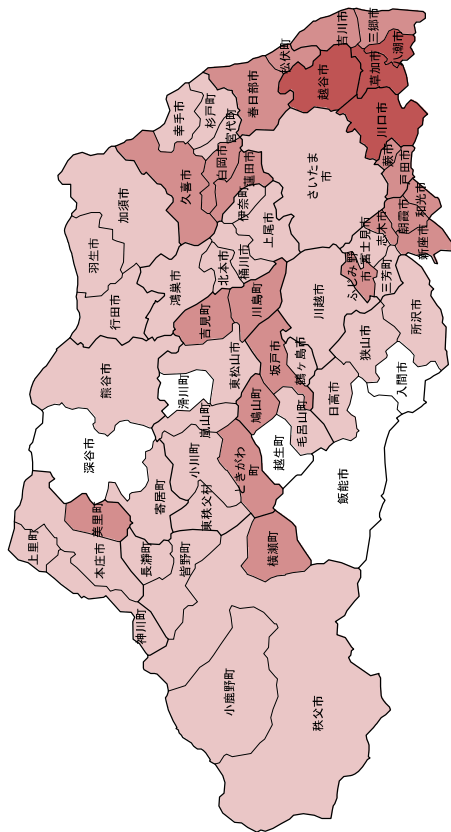 三郷市
吉川市
八潮市
松伏町
草加市
越谷市
春日部市
川口市
幸手市
杉戸町
宮代町
蕨市
戸田市
白岡市
蓮田市
久喜市
さいたま
市
和光市
朝霞市
加須市
伊奈町
上尾市
志木市
新座市
富士見市
羽生市
北本市
桶川市
ふじみ野
市
三芳町
鴻巣市
川島町
川越市
行田市
吉見町
所沢市
狭山市
坂戸市
鶴ヶ島市
東松山市
熊谷市
滑川町
入間市
日高市
鳩山町
毛呂山町
嵐山町
越生町
深谷市
小川町
ときがわ
町
飯能市
寄居町
東秩父材
美里町
上里町
横瀬町
本庄市
長瀞町
皆野町
神川町
小鹿野町
秩父市